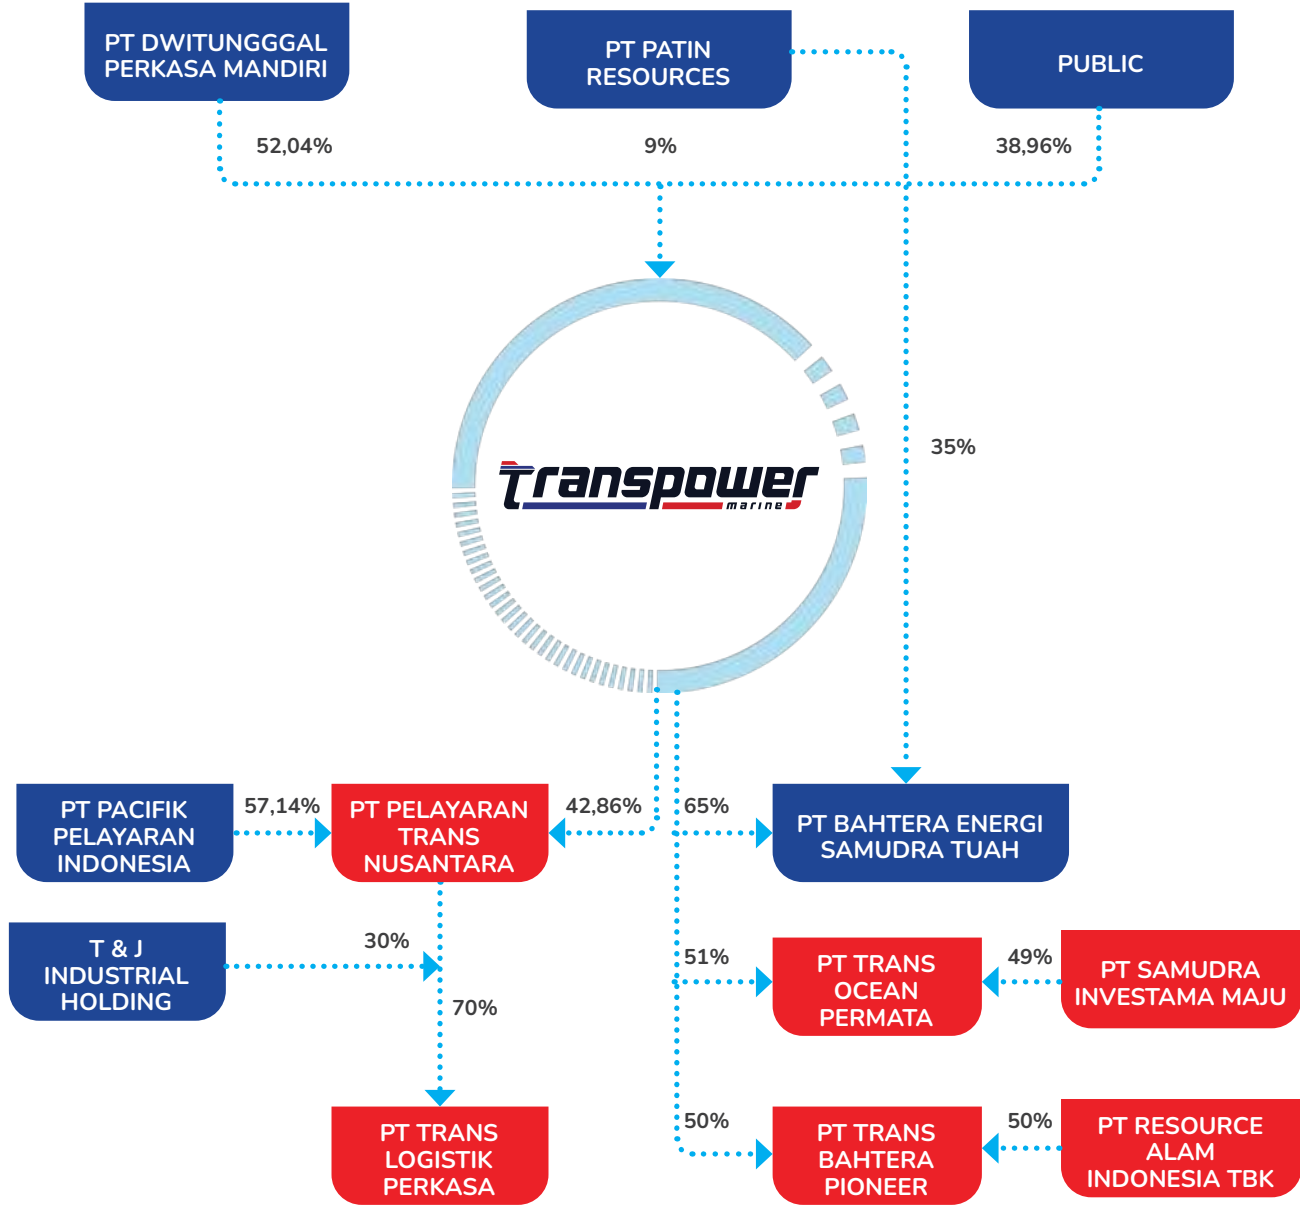 PT DWITUNGGGAL
PERKASA MANDIRI
PT PATIN
RESOURCES
PUBLIC
52,04%
9%
38,96%
35%
transpower
marine
PT PACIFIK
PELAYARAN
INDONESIA
57,14%
PT PELAYARAN
TRANS
NUSANTARA
42,86%
65%
PT BAHTERA ENERGI
SAMUDRA TUAH
T & J
INDUSTRIAL
HOLDING
30%
70%
51%
PT TRANS
OCEAN
PERMATA
49%
PT SAMUDRA
INVESTAMA MAJU
PT TRANS
LOGISTIK
PERKASA
50%
PT TRANS
BAHTERA
PIONEER
50%
PT RESOURCE
ALAM
INDONESIA TBK